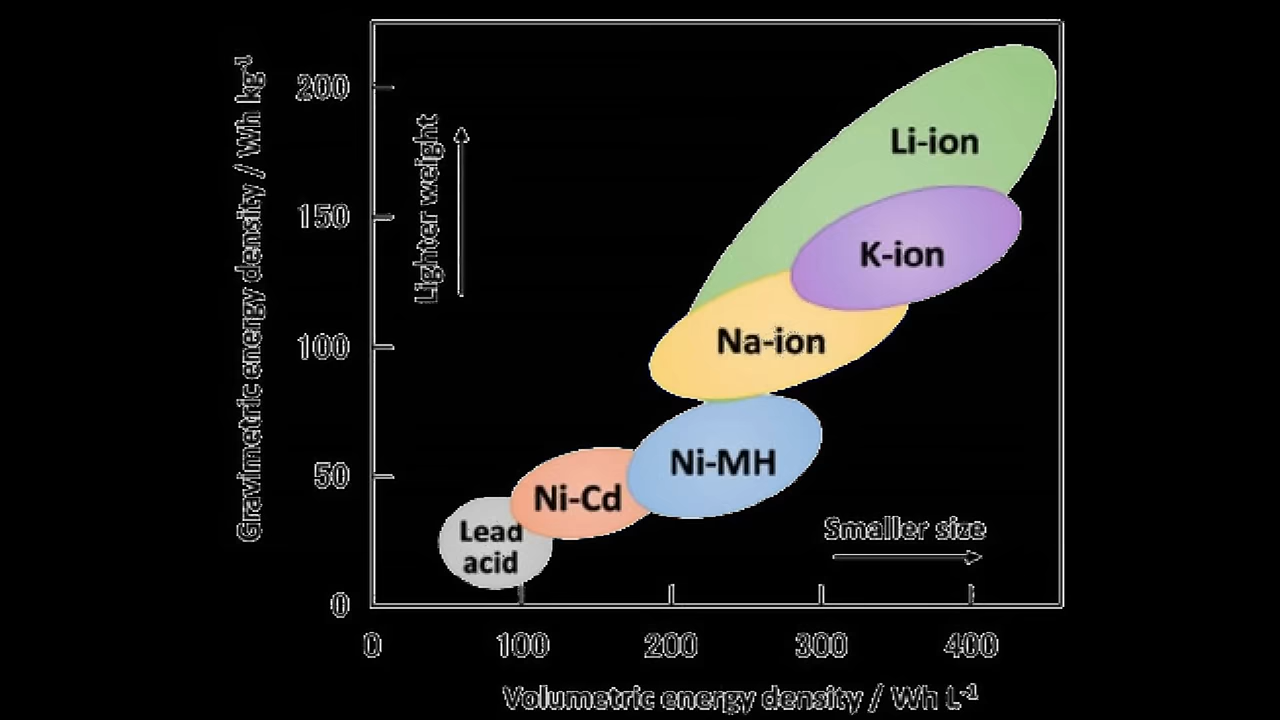 Gravimetric energy density / Wh kg⁻¹
200
150
100
50
0
Lighter weight
Li-ion
K-ion
Na-ion
Ni-MH
Ni-Cd
Lead
acid
Smaller size
0 100 200 300 400
Volumetric energy density / Wh L⁻¹